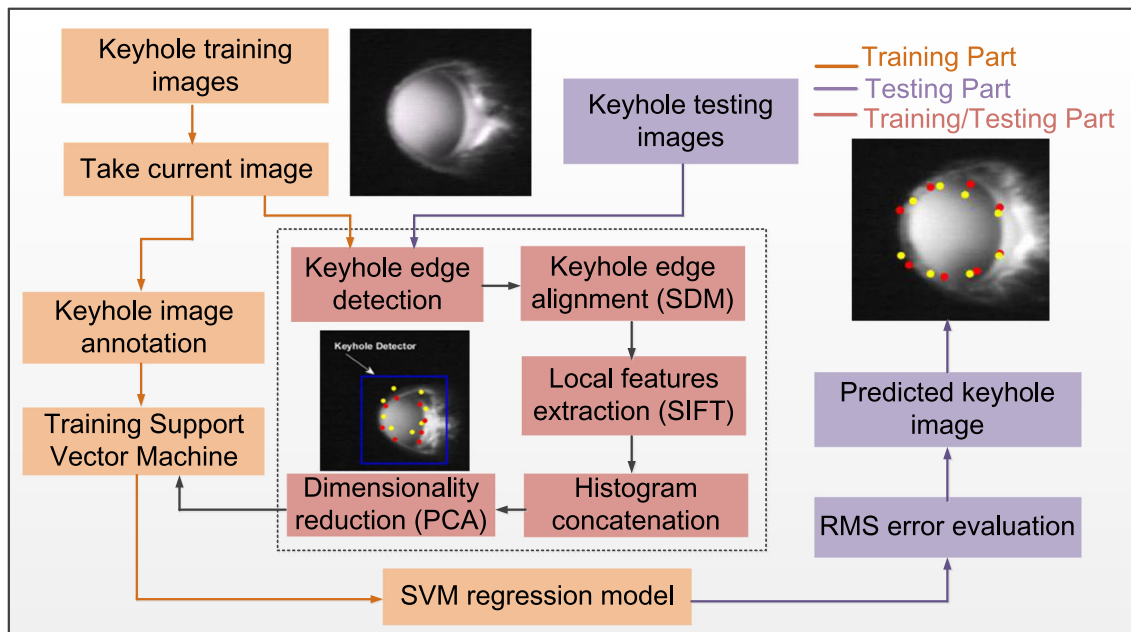 Keyhole training
images
Take current image
Keyhole testing
images
Training Part
Testing Part
Training/Testing Part
Keyhole edge
detection
Keyhole edge
alignment (SDM)
Keyhole image
annotation
Keyhole Detector
Local features
extraction (SIFT)
Training Support
Vector Machine
Dimensionality
reduction (PCA)
Histogram
concatenation
Predicted keyhole
image
RMS error evaluation
SVM regression model